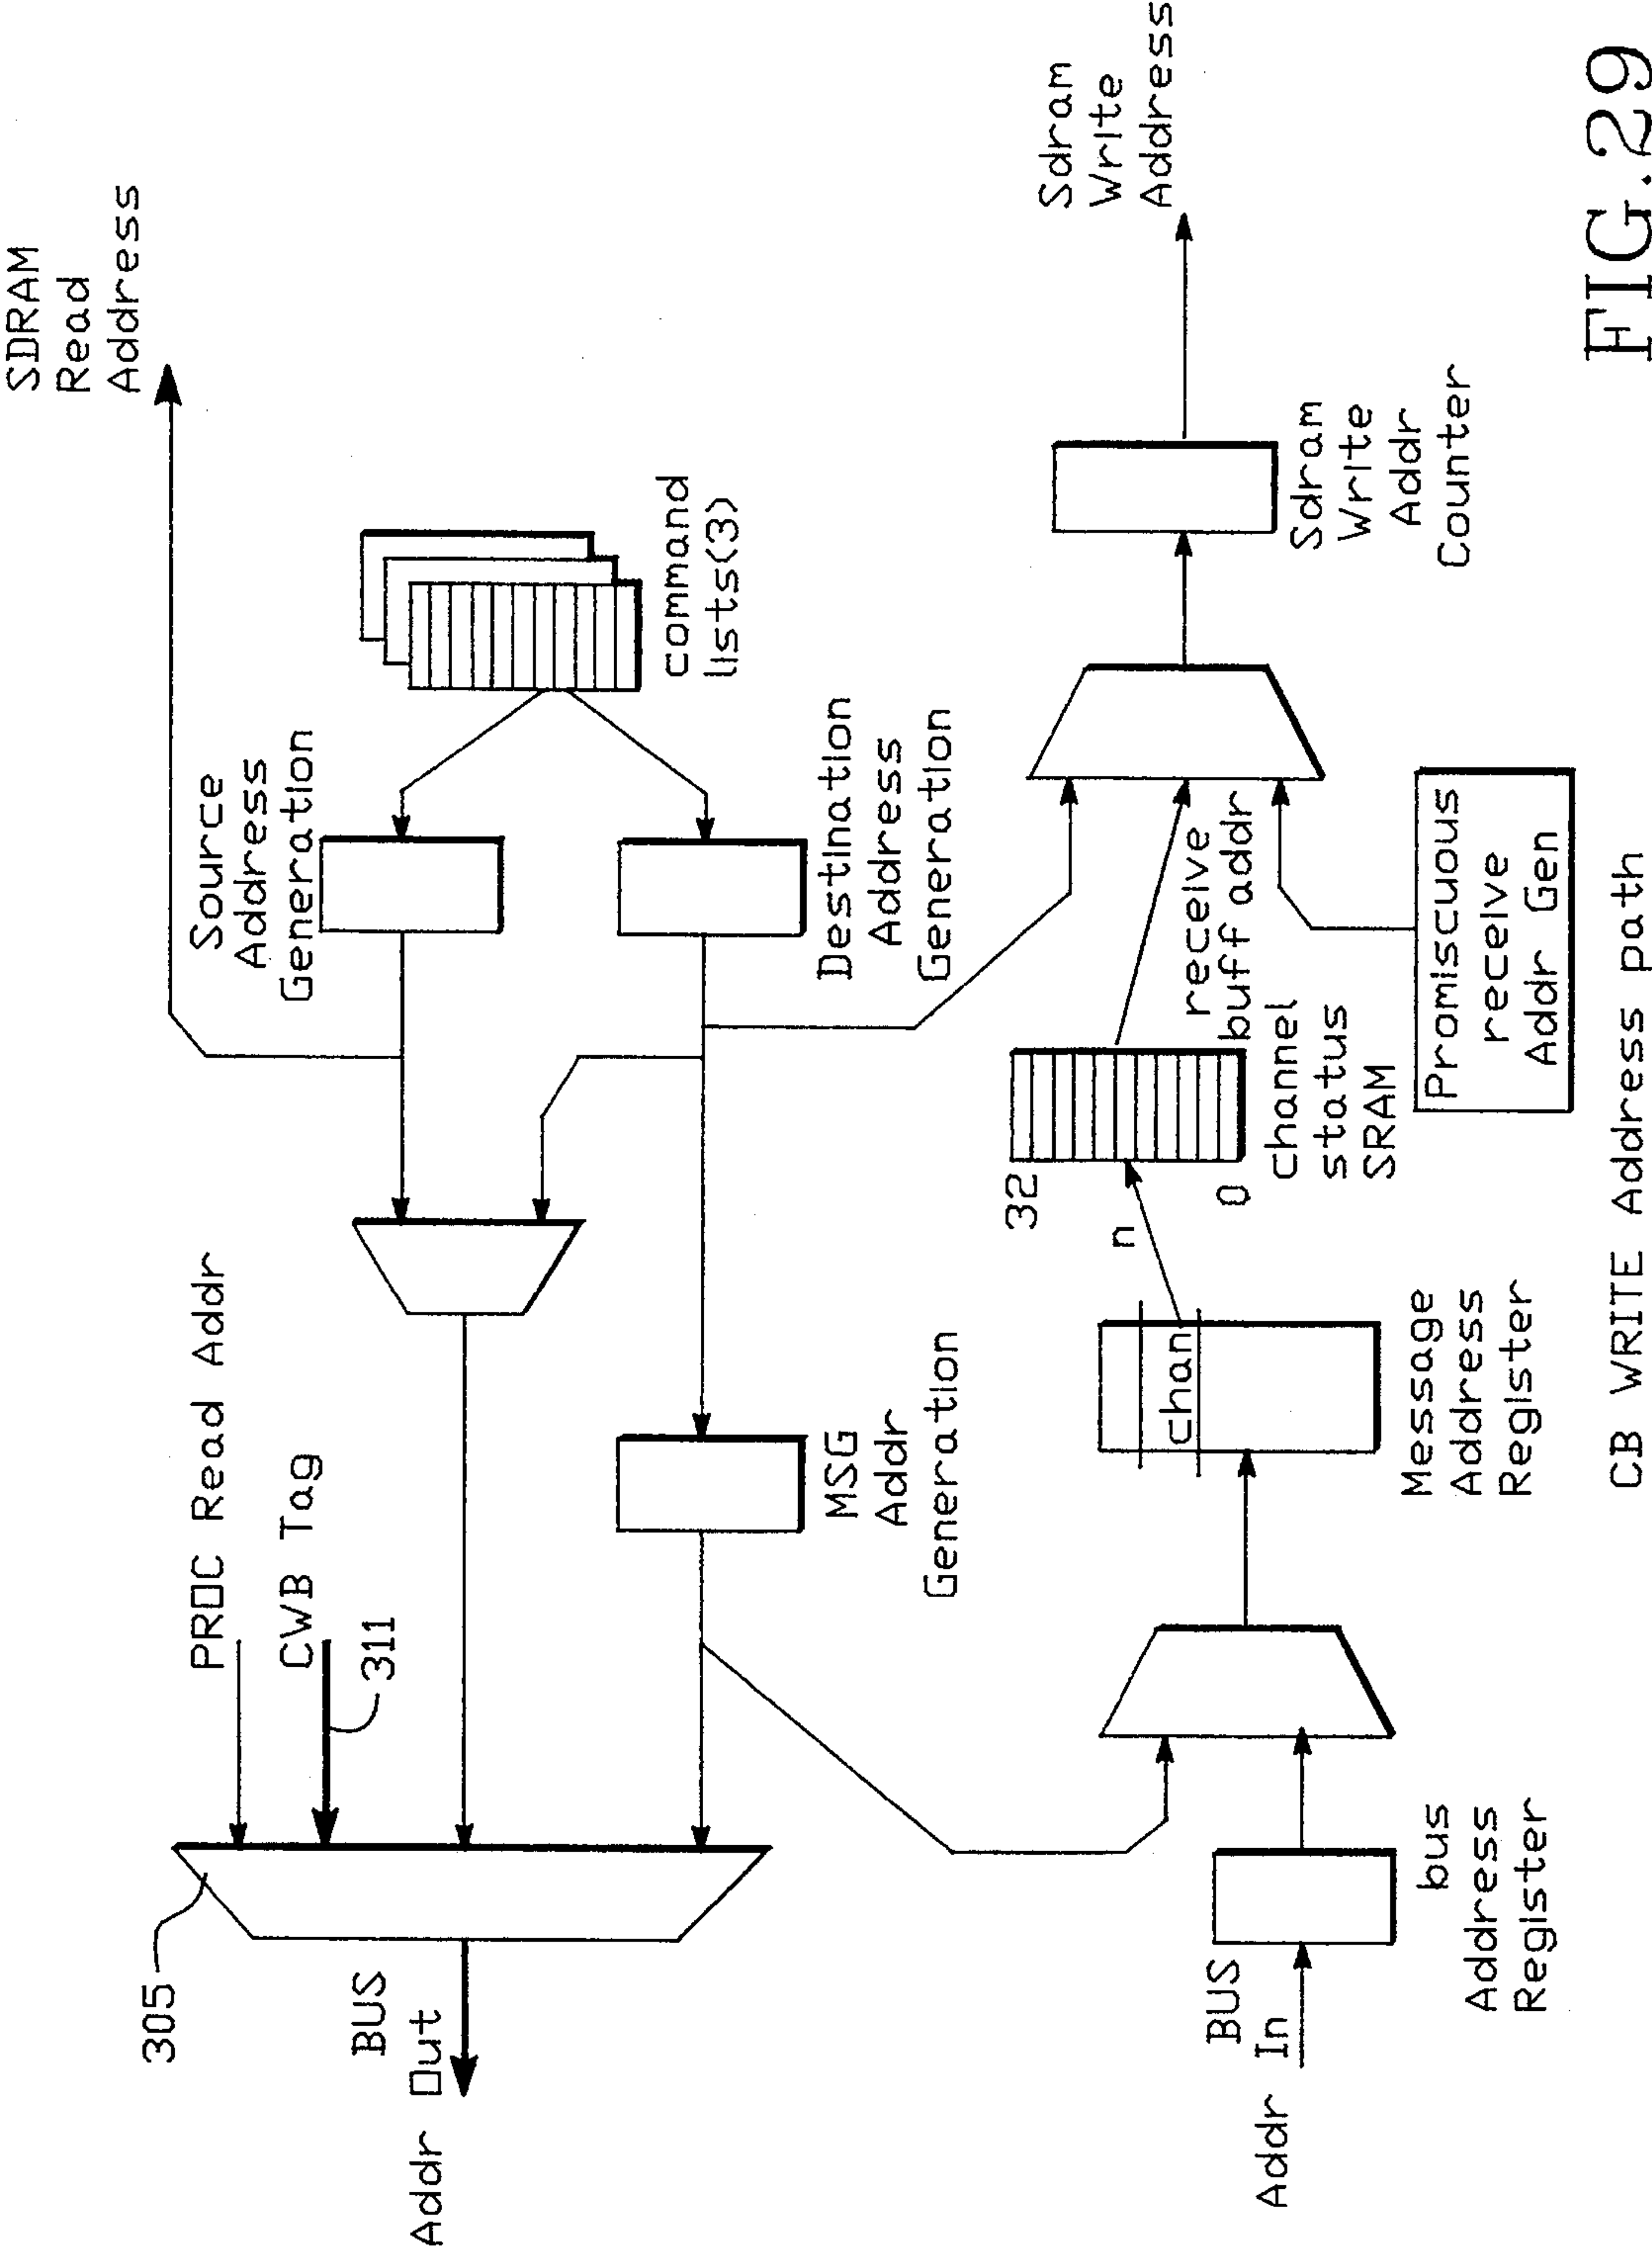 SDRAM
Read
Address
command
lists(3)
Source
Address
Generation
Destination
Address
Generation
PROC Read Addr
CWB Tag
311
305
BUS
Addr Out
MSG
Addr
Generation
Sdram
Write
Address
Sdram
Write
Addr
Counter
receive
buff addr
Promiscuous
receive
Addr Gen
32
n
0
channel
status
SRAM
chan
Message
Address
Register
BUS
Addr In
bus
Address
Register
CB WRITE Address path
FIG.29